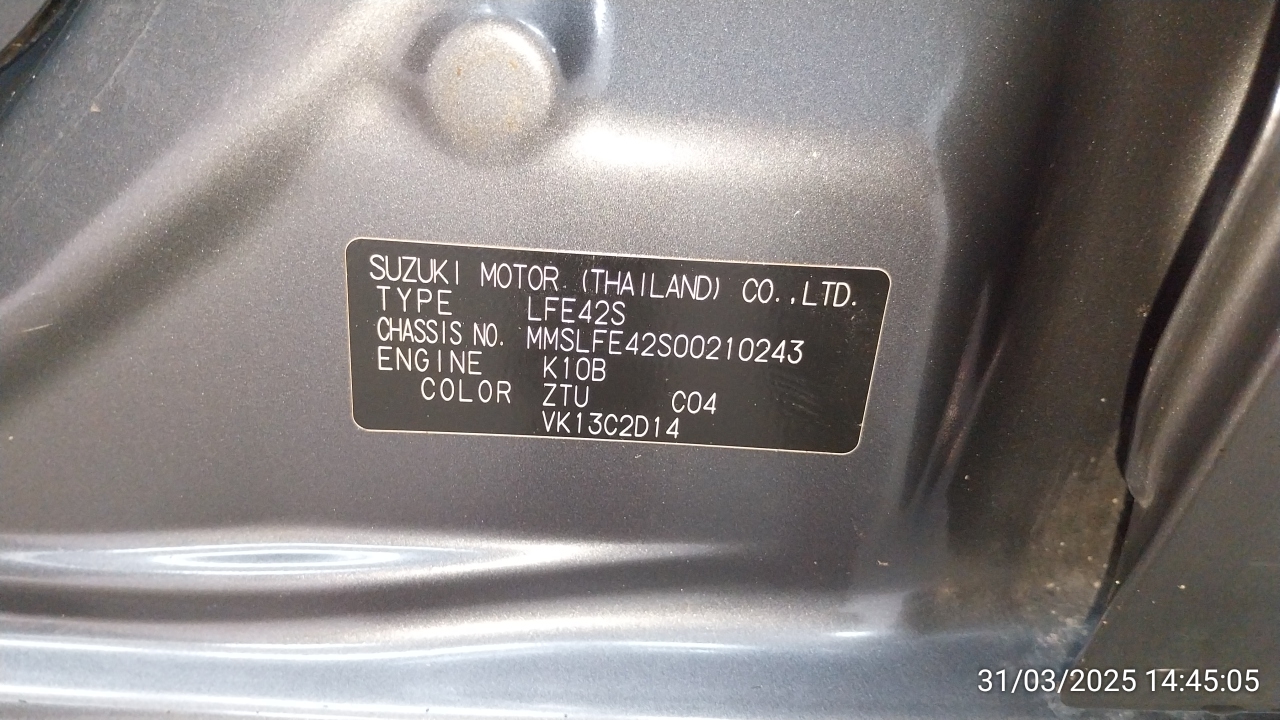 SUZUKI MOTOR (THAILAND) CO.,LTD.
TYPE LFE42S
CHASSIS NO. MMSLFE42S00210243
ENGINE K10B
COLOR ZTU C04
VK13C2D14
31/03/2025 14:45:05